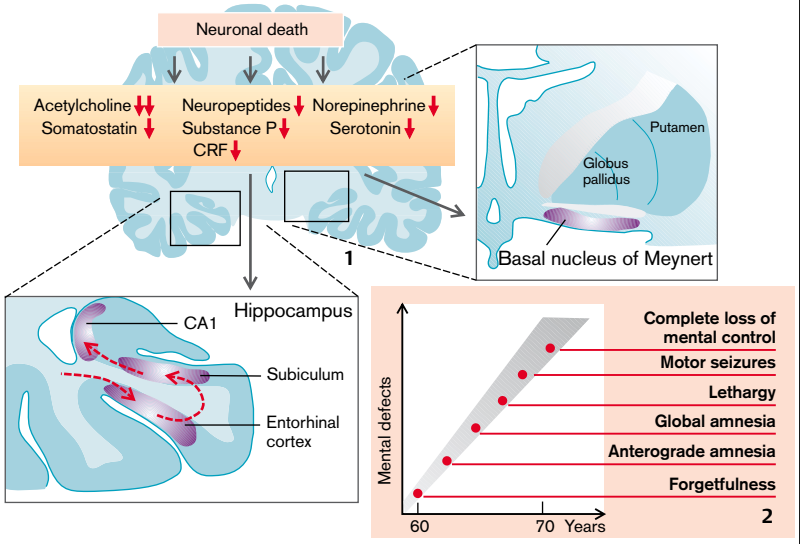 Neuronal death
Acetylcholine Neuropeptides Norepinephrine
Somatostatin Substance P Serotonin
CRF
Putamen
Globus
pallidus
Basal nucleus of Meynert
1
Hippocampus
CA1
Subiculum
Entorhinal
cortex
Mental defects
Complete loss of
mental control
Motor seizures
Lethargy
Global amnesia
Anterograde amnesia
Forgetfulness
60 70 Years
2